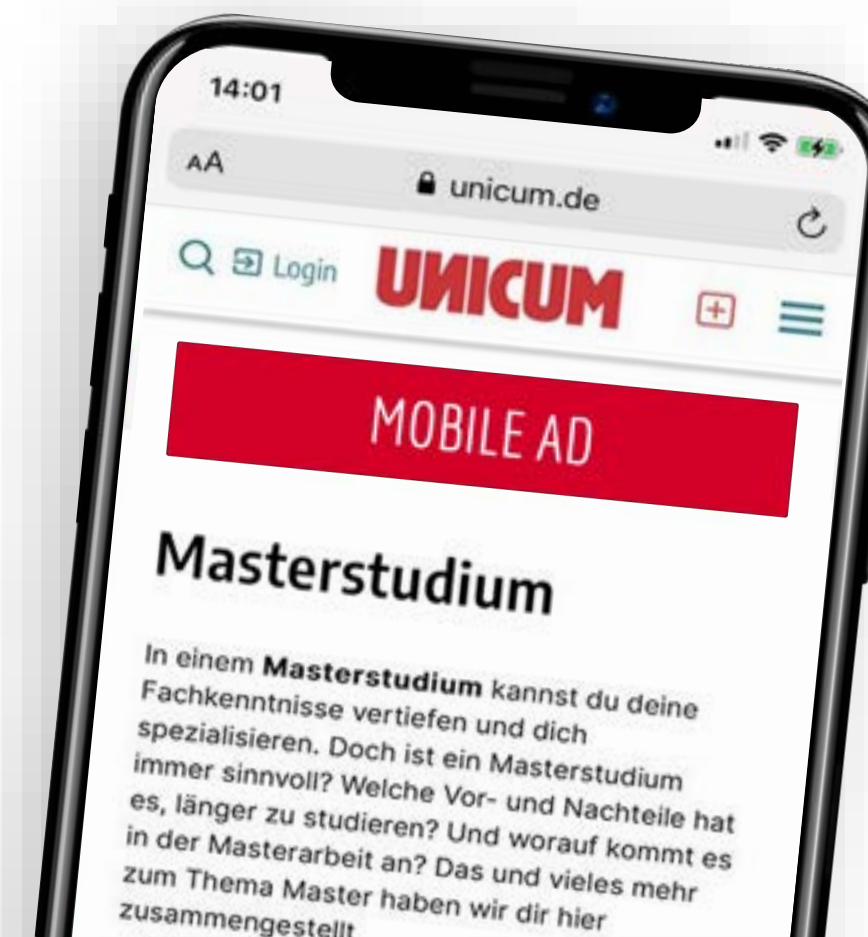 14:01
AA
unicum.de
Login
UNICUM
MOBILE AD
Masterstudium
In einem Masterstudium kannst du deine
Fachkenntnisse vertiefen und dich
spezialisieren. Doch ist ein Masterstudium
immer sinnvoll? Welche Vor- und Nachteile hat
es, länger zu studieren? Und worauf kommt es
in der Masterarbeit an? Das und vieles mehr
zum Thema Master haben wir dir hier
zusammengestellt